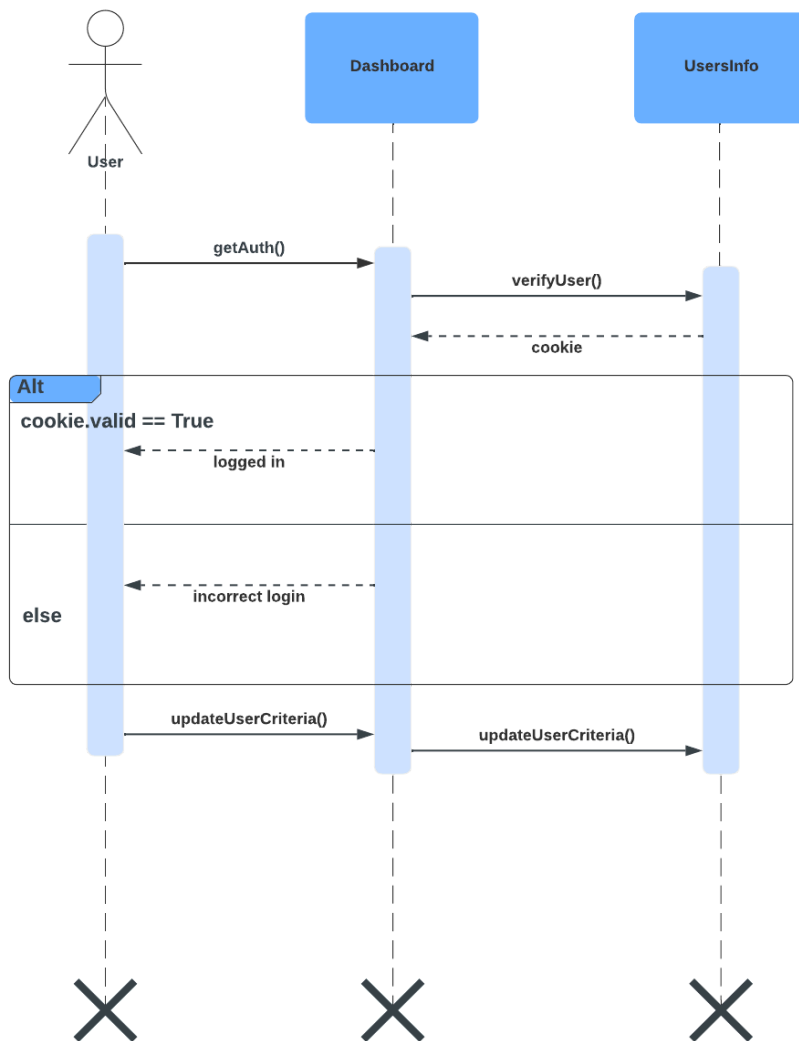 Dashboard
UsersInfo
User
getAuth()
verifyUser()
cookie
Alt
cookie.valid == True
logged in
incorrect login
else
updateUserCriteria()
updateUserCriteria()